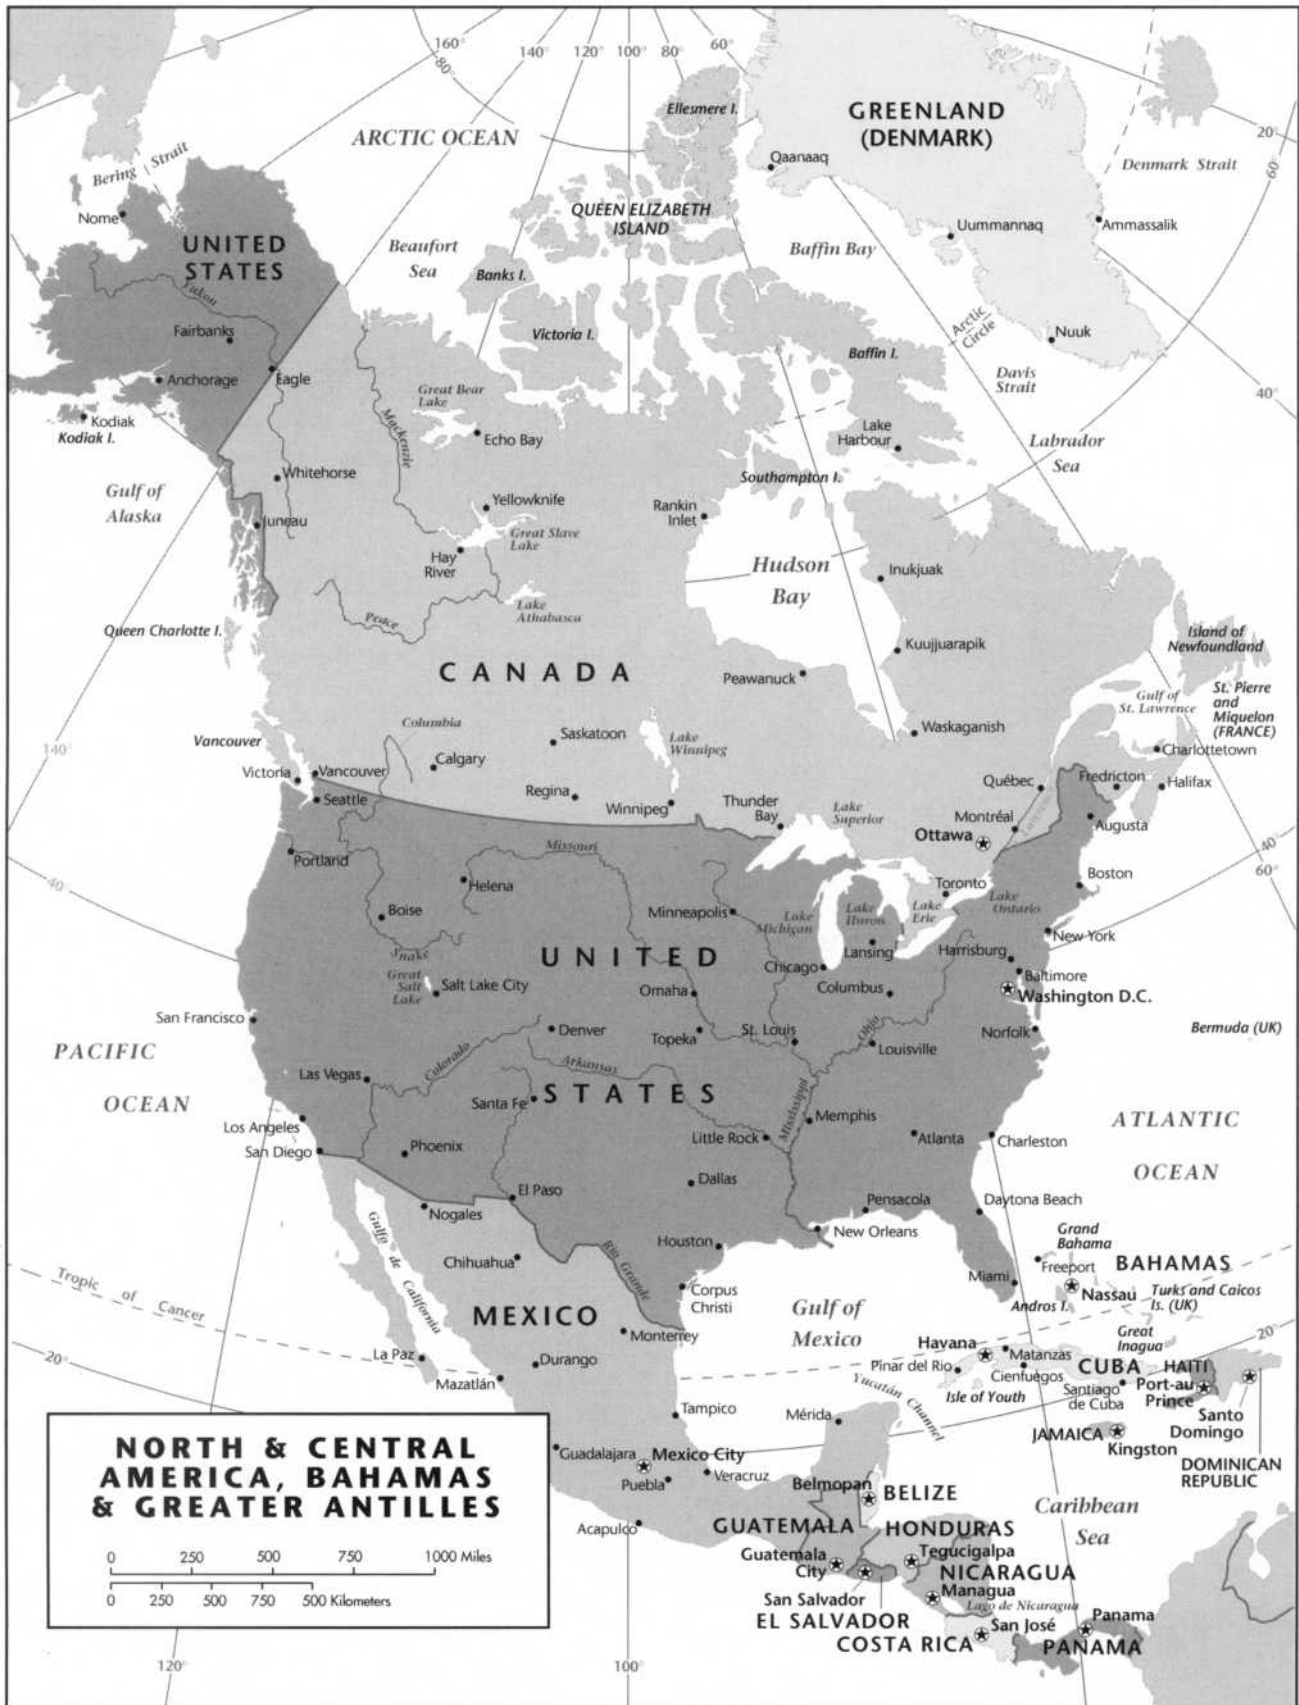 160°
140°
120°
100°
80°
60°
80°
ARCTIC OCEAN
Ellesmere I.
GREENLAND
(DENMARK)
20°
60°
Denmark Strait
Bering Strait
Qaanaaq
Nome
QUEEN ELIZABETH
ISLAND
Uummannaq
Ammassalik
UNITED
STATES
Beaufort
Sea
Baffin Bay
Banks I.
Yukon
Victoria I.
Arctic
Circle
Nuuk
Fairbanks
Baffin I.
Davis
Strait
Anchorage
Eagle
Great Bear
Lake
40°
Kodiak
Kodiak I.
Mackenzie
Echo Bay
Lake
Harbour
Labrador
Sea
Whitehorse
Southampton I.
Gulf of
Alaska
Yellowknife
Rankin
Inlet
Juneau
Great Slave
Lake
Hay
River
Hudson
Bay
Inukjuak
Peace
Lake
Athabasca
Queen Charlotte I.
Kuujjuarapik
Island of
Newfoundland
CANADA
Peawanuck
St. Pierre
and
Miquelon
(FRANCE)
Gulf of
St. Lawrence
Columbia
Waskaganish
Vancouver
Saskatoon
Lake
Winnipeg
Charlottetown
140°
Calgary
Victoria
Vancouver
Seattle
Regina
Winnipeg
Thunder
Bay
Lake
Superior
Québec
Fredricton
Halifax
Montréal
Ottawa
Augusta
Portland
Missouri
40°
60°
40°
Helena
Toronto
Boston
Boise
Minneapolis
Lake
Michigan
Lake
Huron
Lake
Erie
Lake
Ontario
New York
Snake
UNITED
Lansing
Harrisburg
Great
Salt
Lake
Salt Lake City
Chicago
Baltimore
Omaha
Columbus
Washington D.C.
San Francisco
Denver
Topeka
St. Louis
Ohio
Louisville
Norfolk
Bermuda (UK)
PACIFIC
OCEAN
Las Vegas
Colorado
Arkansas
STATES
Santa Fe
Mississippi
Memphis
Los Angeles
San Diego
Phoenix
Little Rock
Atlanta
Charleston
ATLANTIC
OCEAN
Dallas
El Paso
Nogales
Pensacola
Daytona Beach
New Orleans
Golfo de California
Chihuahua
Houston
Rio Grande
Grand
Bahama
Freeport
BAHAMAS
Tropic of Cancer
Miami
Nassau
Corpus
Christi
Andros I.
Turks and Caicos
Is. (UK)
MEXICO
Gulf of
Mexico
Monterrey
Great
Inagua
20°
20°
La Paz
Durango
Havana
Matanzas
Pinar del Rio
Cienfuegos
CUBA
HAITI
Mazatlán
Yucatán Channel
Isle of Youth
Santiago
de Cuba
Port-au
Prince
Tampico
Mérida
Santo
Domingo
JAMAICA
Kingston
DOMINICAN
REPUBLIC
Guadalajara
Mexico City
Puebla
Veracruz
Belmopan
BELIZE
Caribbean
Sea
Acapulco
GUATEMALA
HONDURAS
Guatemala
City
Tegucigalpa
NICARAGUA
San Salvador
Managua
Lago de Nicaragua
EL SALVADOR
COSTA RICA
San José
Panama
PANAMA
NORTH & CENTRAL
AMERICA, BAHAMAS
& GREATER ANTILLES
0 250 500 750 1000 Miles
0 250 500 750 500 Kilometers
120°
100°